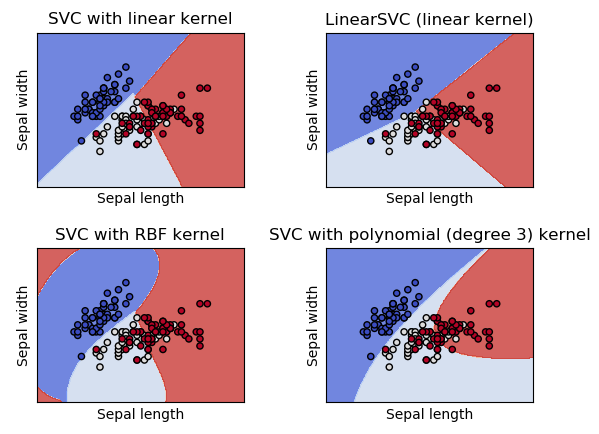 SVC with linear kernel
LinearSVC (linear kernel)
Sepal width
Sepal width
Sepal length
Sepal length
SVC with RBF kernel
SVC with polynomial (degree 3) kernel
Sepal width
Sepal width
Sepal length
Sepal length